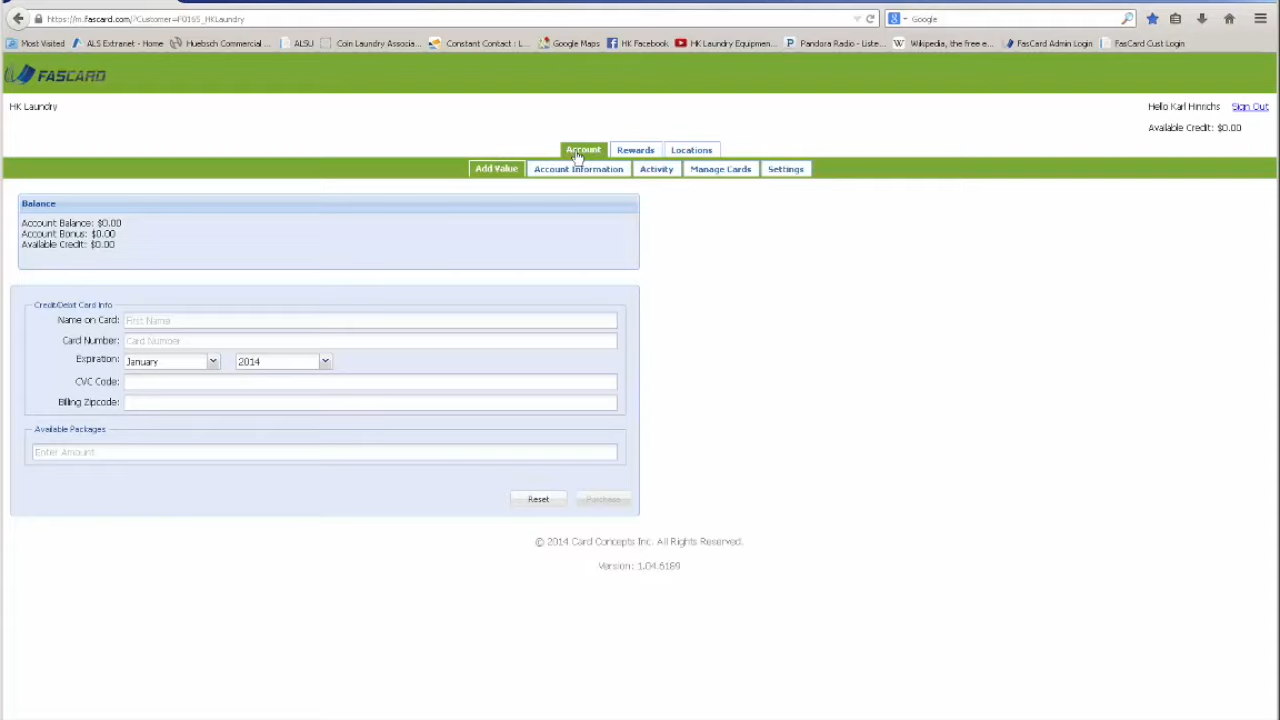 https://m.fascard.com/?Customer=F0165_HKLaundry
Google
Most Visited ALS Extranet - Home Huebsch Commercial ... ALSU Coin Laundry Associa... Constant Contact : L... Google Maps HK Facebook HK Laundry Equipmen... Pandora Radio - Liste... Wikipedia, the free e... FasCard Admin Login FasCard Cust Login
FASCARD
HK Laundry
Hello Karl Hinrichs Sign Out
Available Credit: $0.00
Account Rewards Locations
Add Value Account Information Activity Manage Cards Settings
Balance
Account Balance: $0.00
Account Bonus: $0.00
Available Credit: $0.00
Credit/Debit Card Info
Name on Card: First Name
Card Number: Card Number
Expiration: January 2014
CVC Code:
Billing Zipcode:
Available Packages
Enter Amount
Reset Purchase
© 2014 Card Concepts Inc. All Rights Reserved.
Version: 1.04.6189